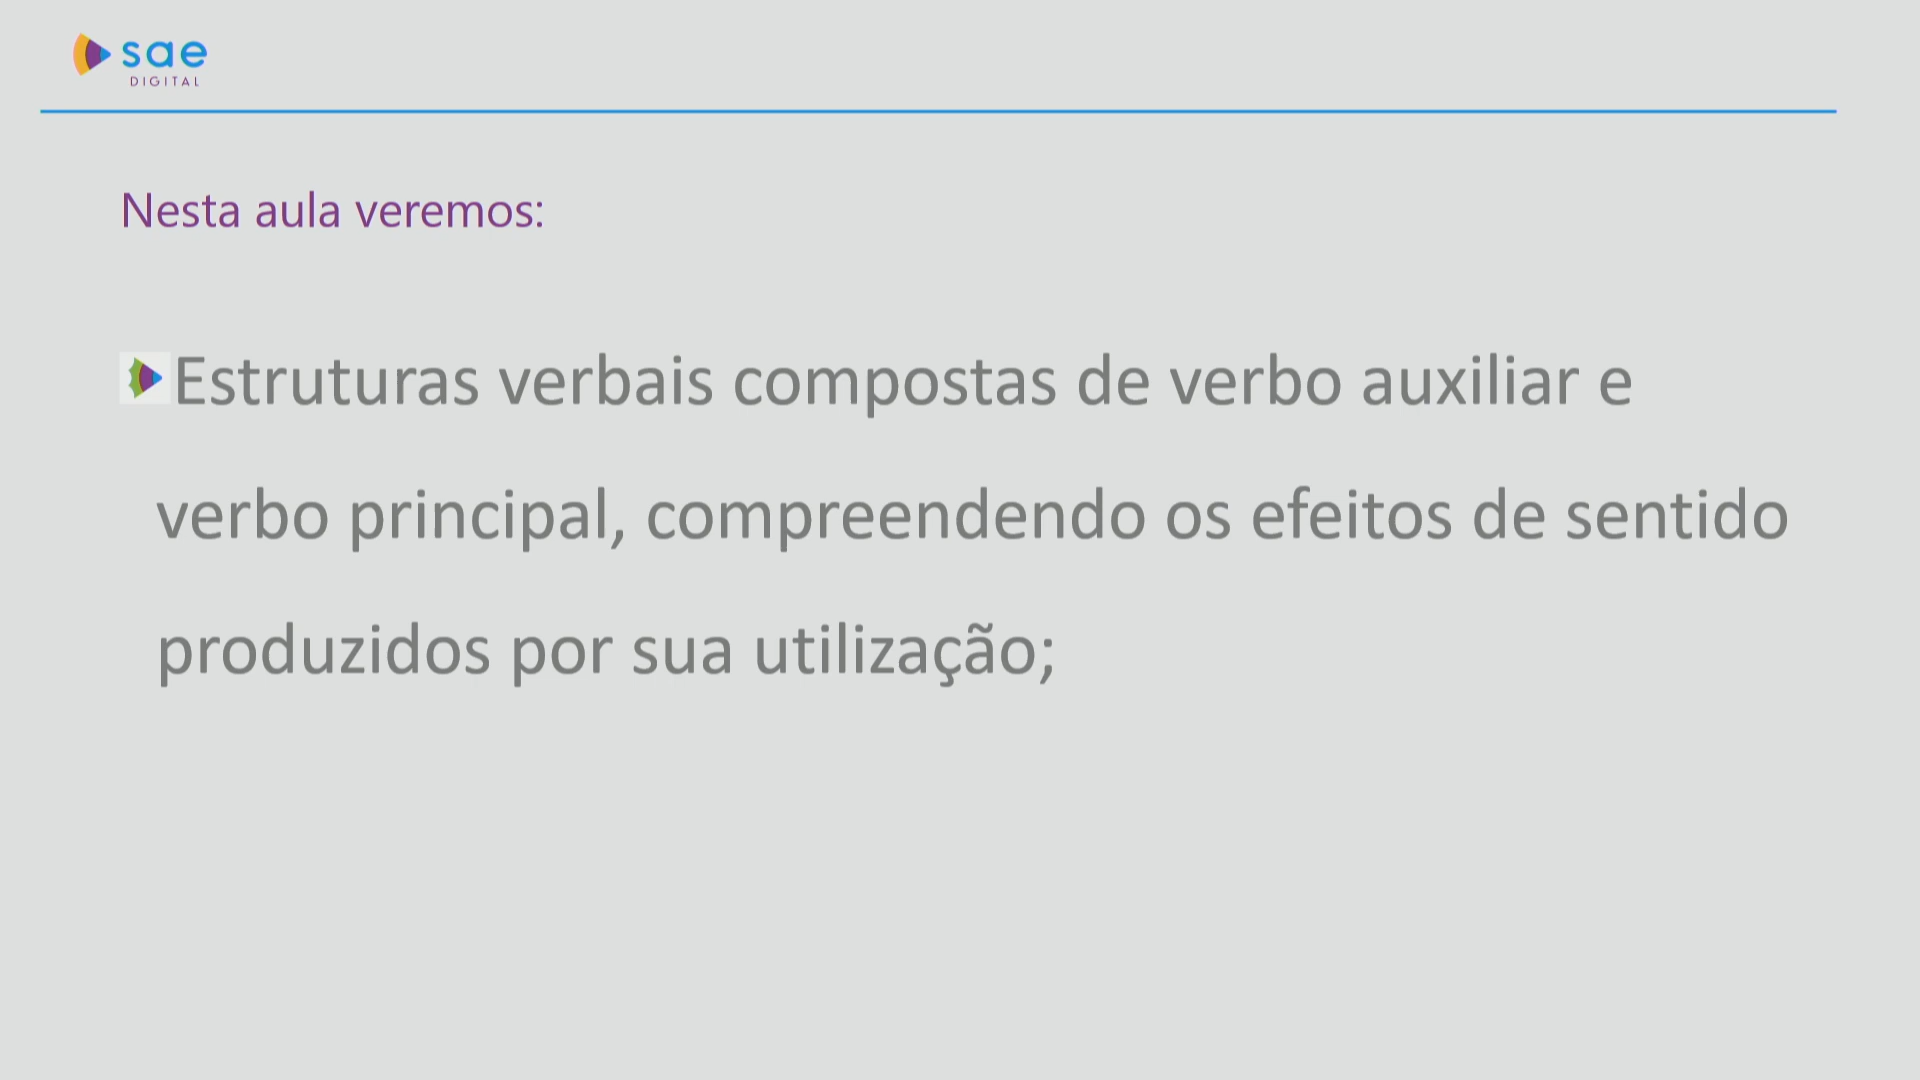 sae
DIGITAL
Nesta aula veremos:
Estruturas verbais compostas de verbo auxiliar e
verbo principal, compreendendo os efeitos de sentido
produzidos por sua utilização;